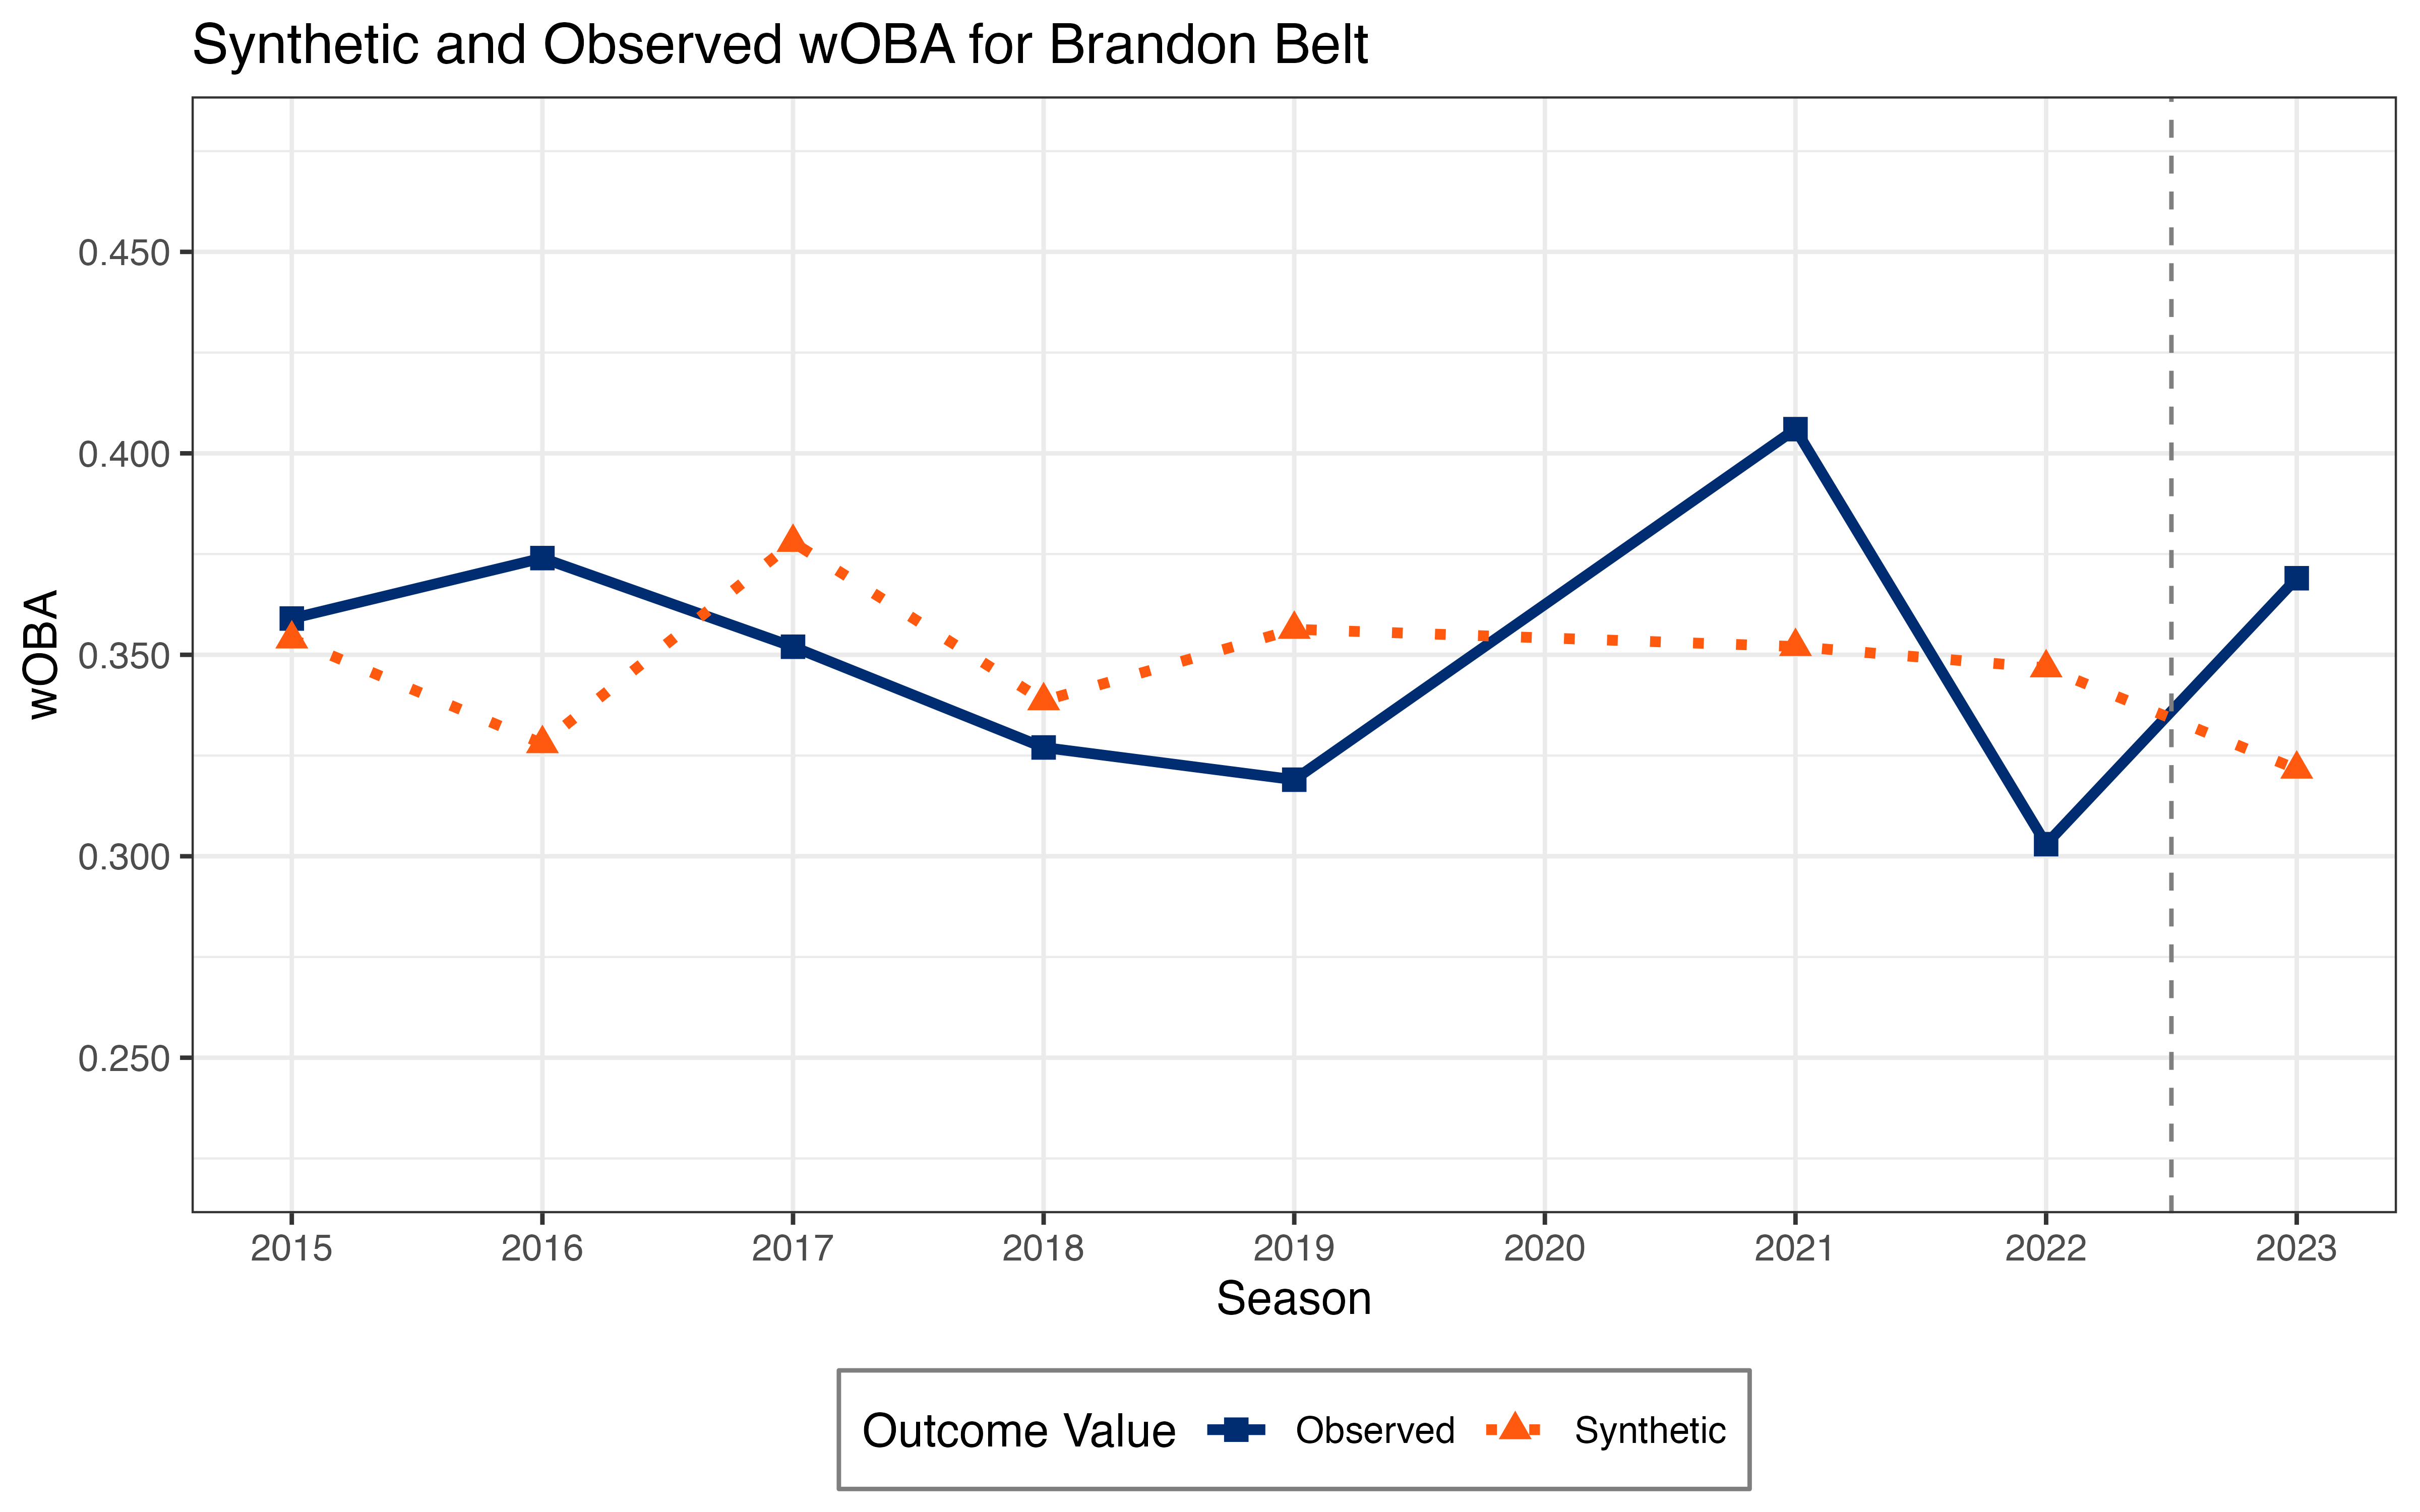 Synthetic and Observed wOBA for Brandon Belt
wOBA
0.450
0.400
0.350
0.300
0.250
2015 2016 2017 2018 2019 2020 2021 2022 2023
Season
Outcome Value Observed Synthetic